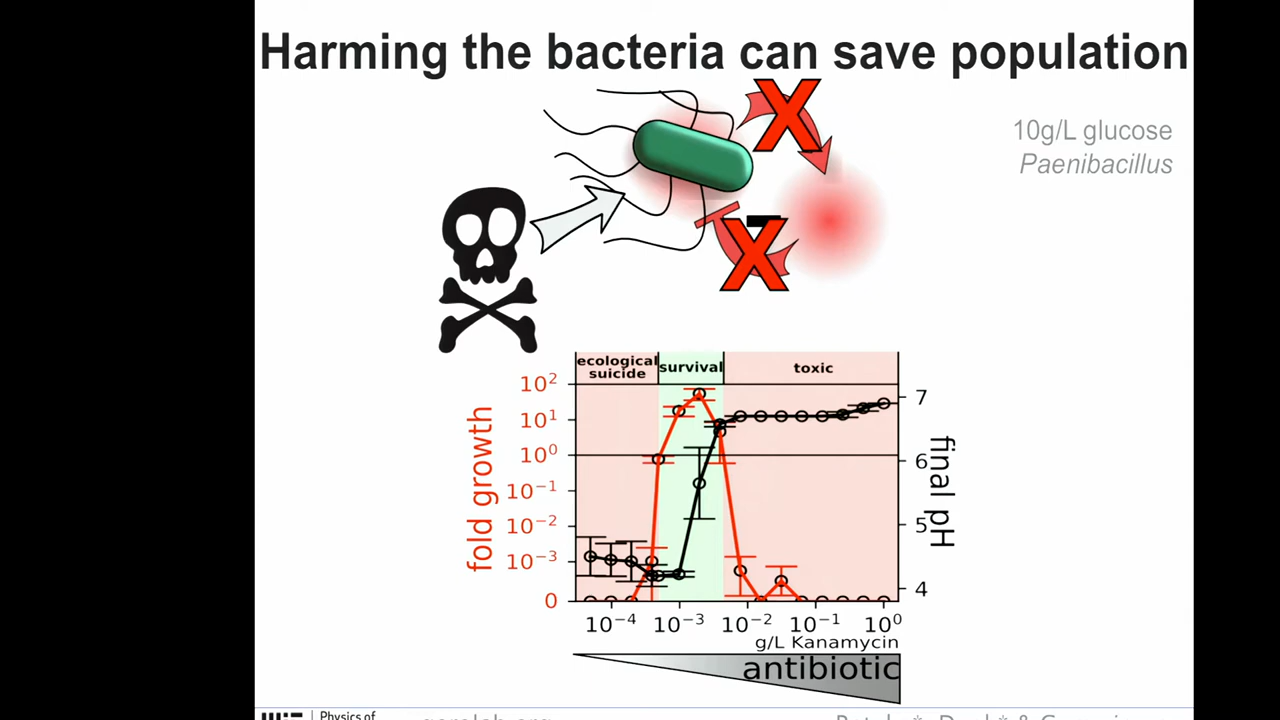 Harming the bacteria can save population
10g/L glucose
Paenibacillus
X
X
ecological
suicide
survival
toxic
fold growth
10²
10¹
10⁰
10⁻¹
10⁻²
10⁻³
0
7
6
5
4
final pH
10⁻⁴ 10⁻³ 10⁻² 10⁻¹ 10⁰
g/L Kanamycin
antibiotic
Physics of